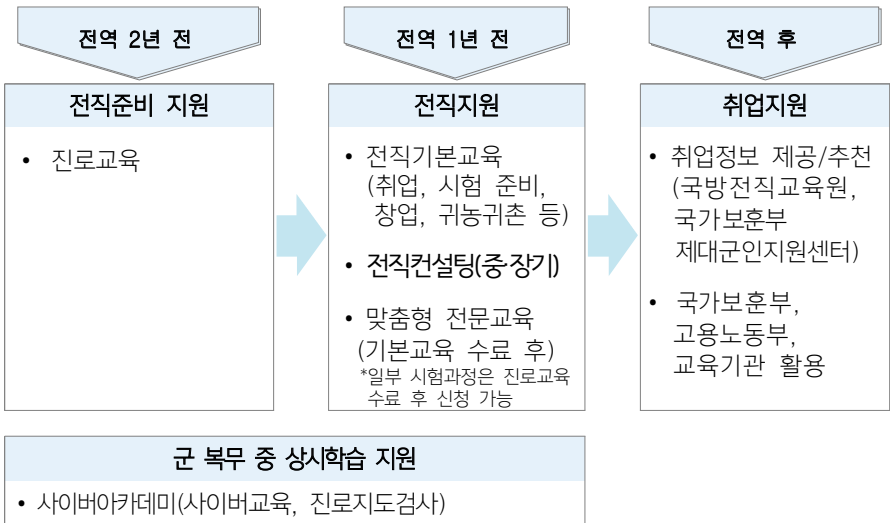 전역 2년 전
전직준비 지원
• 진로교육
전역 1년 전
전직지원
• 전직기본교육
(취업, 시험 준비,
창업, 귀농귀촌 등)
• 전직컨설팅(중·장기)
• 맞춤형 전문교육
(기본교육 수료 후)
*일부 시험과정은 진로교육
수료 후 신청 가능
전역 후
취업지원
• 취업정보 제공/추천
(국방전직교육원,
국가보훈부
제대군인지원센터)
• 국가보훈부,
고용노동부,
교육기관 활용
군 복무 중 상시학습 지원
• 사이버아카데미(사이버교육, 진로지도검사)